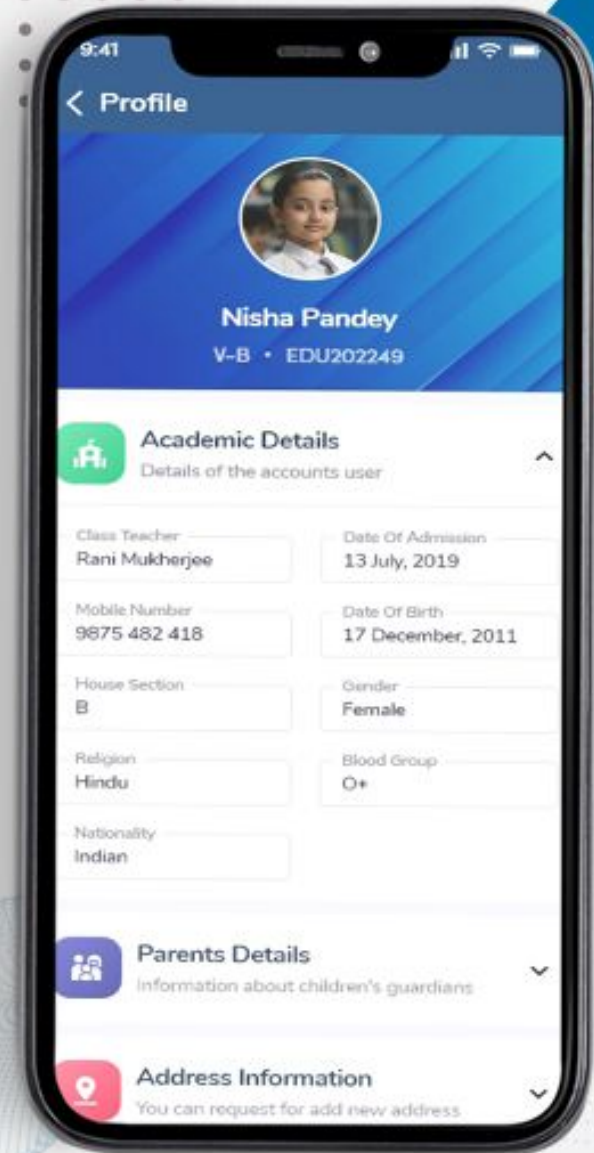 9:41
Profile
Nisha Pandey
V-B • EDU202249
Academic Details
Details of the accounts user
Class Teacher
Rani Mukherjee
Date Of Admission
13 July, 2019
Mobile Number
9875 482 418
Date Of Birth
17 December, 2011
House Section
B
Gender
Female
Religion
Hindu
Blood Group
O+
Nationality
Indian
Parents Details
Information about children's guardians
Address Information
You can request for add new address